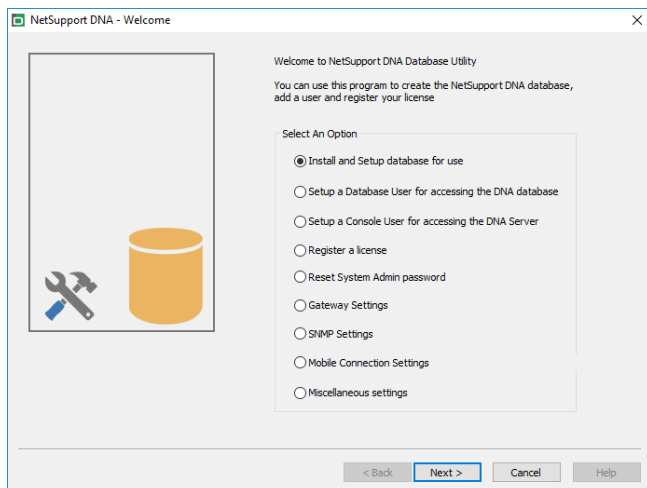 NetSupport DNA - Welcome
Welcome to NetSupport DNA Database Utility
You can use this program to create the NetSupport DNA database,
add a user and register your license
Select An Option
Install and Setup database for use
Setup a Database User for accessing the DNA database
Setup a Console User for accessing the DNA Server
Register a license
Reset System Admin password
Gateway Settings
SNMP Settings
Mobile Connection Settings
Miscellaneous settings
< Back Next > Cancel Help